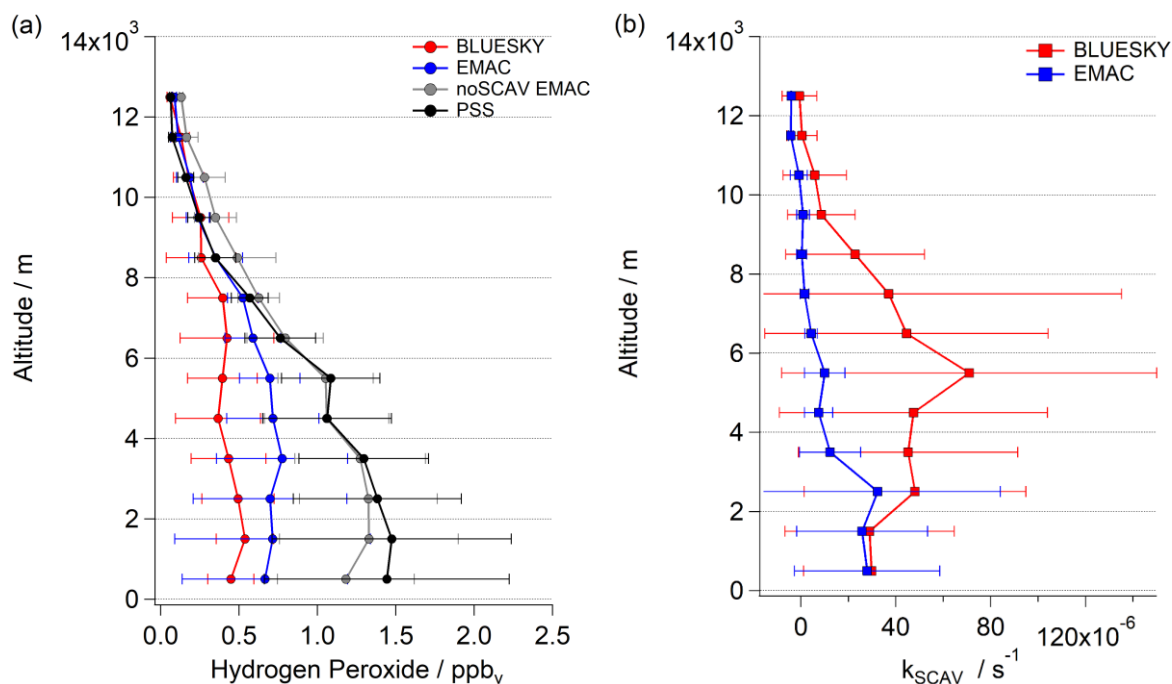 (a)
14x10³
12
10
8
6
4
2
0
Altitude / m
0.0 0.5 1.0 1.5 2.0 2.5
Hydrogen Peroxide / ppbᵥ
BLUESKY
EMAC
noSCAV EMAC
PSS
(b)
14x10³
12
10
8
6
4
2
0
Altitude / m
0 40 80 120x10⁻⁶
k_SCAV / s⁻¹
BLUESKY
EMAC